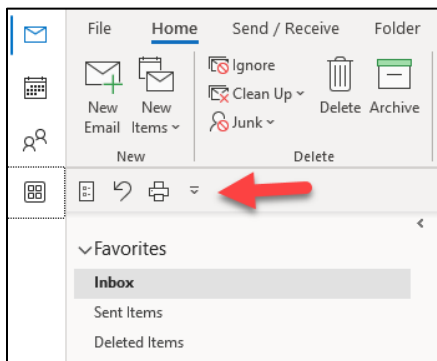 File Home Send / Receive Folder
Ignore
Clean Up
Junk
New Email
New Items
Delete
Archive
New
Delete
Favorites
Inbox
Sent Items
Deleted Items